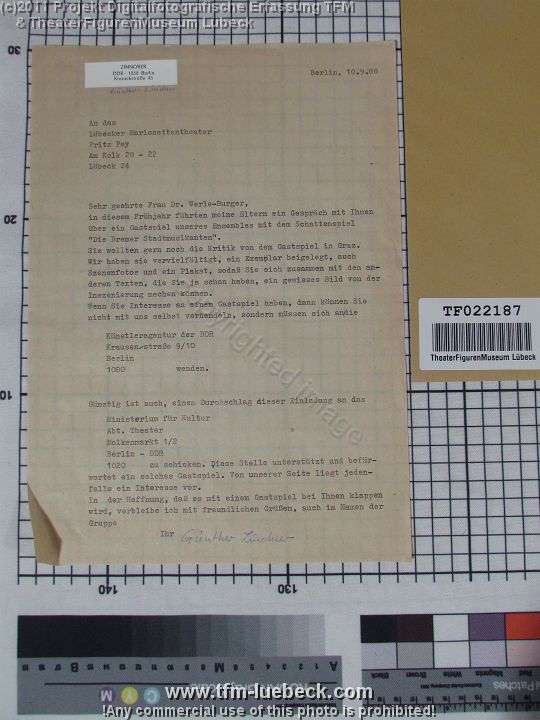 (c)2011 Projekt Digitalfotografische Erfassung TFM
& TheaterFigurenMuseum Lübeck
30
ZINNOBER
DDR - 1058 Berlin
Knaackstraße 45
Günther Lindner
Berlin, 10.9.88
An das
Lübecker Marionettentheater
Fritz Fey
Am Kolk 20 - 22
Lübeck 24
Sehr geehrte Frau Dr. Werle-Burger,
in diesem Frühjahr führten meine Eltern ein Gespräch mit Ihnen
über ein Gastspiel unseres Ensembles mit dem Schattenspiel
"Die Bremer Stadtmusikanten".
Sie wollten gern noch die Kritik von dem Gastspiel in Graz.
Wir haben sie vervielfältigt, ein Exemplar beigelegt, auch
Szenenfotos und ein Plakat, sodaß Sie sich zusammen mit den an-
deren Texten, die Sie ja schon haben, ein gewisses Bild von der
Inszenierung machen können.
Wenn Sie Interesse an einem Gastspiel haben, dann können Sie
nicht mit uns selbst verhandeln, sondern müssen sich andie
Künstleragentur der DDR
Krausenstraße 9/10
Berlin
1080 wenden.
Günstig ist auch, einen Durchschlag dieser Einladung an das
Ministerium für Kultur
Abt. Theater
Molkenmarkt 1/2
Berlin - DDR
1020 zu schicken. Diese Stelle unterstützt und befür-
wortet ein solches Gastspiel. Von unserer Seite liegt jeden-
falls ein Interesse vor.
In der Hoffnung, daß es mit einem Gastspiel bei Ihnen klappen
wird, verbleibe ich mit freundlichen Grüßen, auch im Namen der
Gruppe
Ihr Günther Lindner
20
10
TF022187
TheaterFigurenMuseum Lübeck
copyrighted image
140
130
www.tfm-luebeck.com
!Any commercial use of this photo is prohibited!